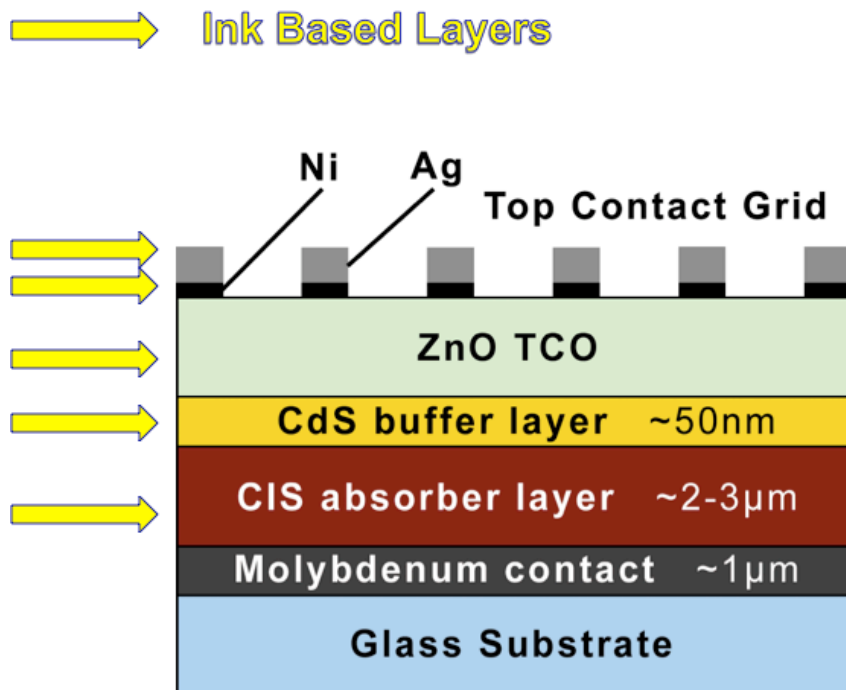 Ink Based Layers
Ni Ag
Top Contact Grid
ZnO TCO
CdS buffer layer ~50nm
CIS absorber layer ~2-3µm
Molybdenum contact ~1µm
Glass Substrate